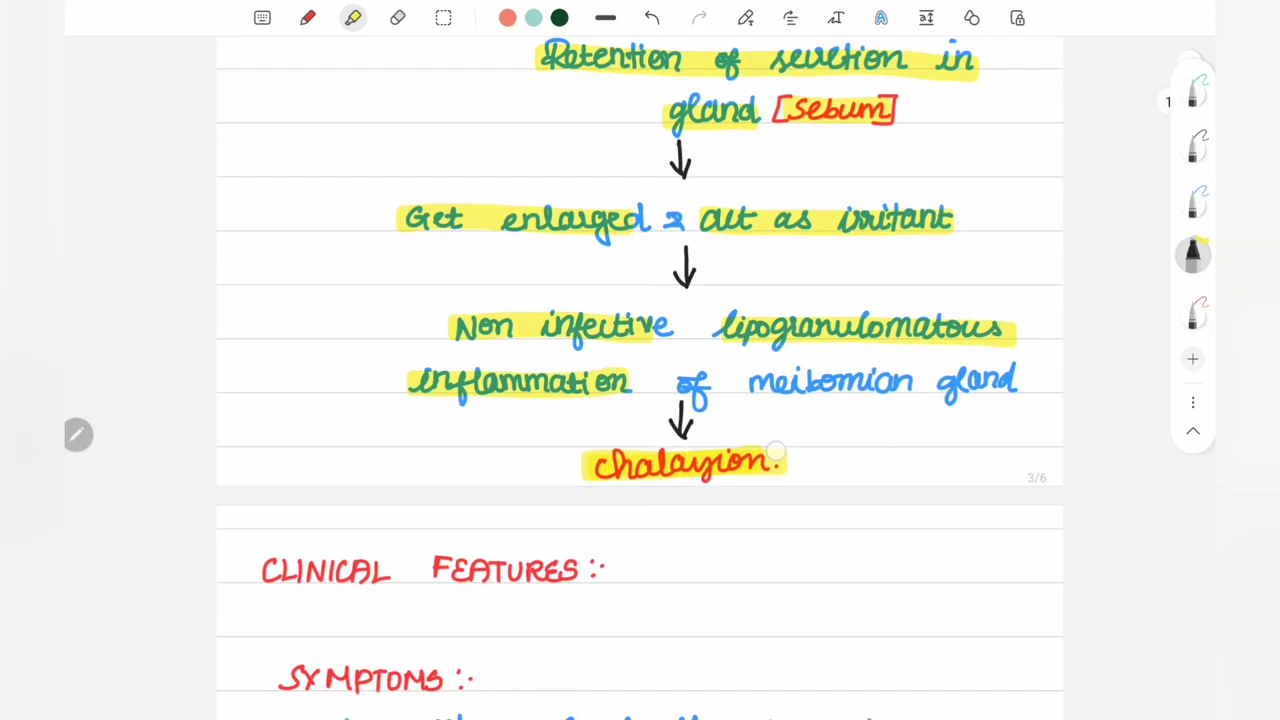 Retention of secretion in
gland [sebum]
Get enlarged & act as irritant
Non infective lipogranulomatous
inflammation of meibomian gland
chalazion.
3/6
CLINICAL FEATURES :-
SYMPTOMS :-